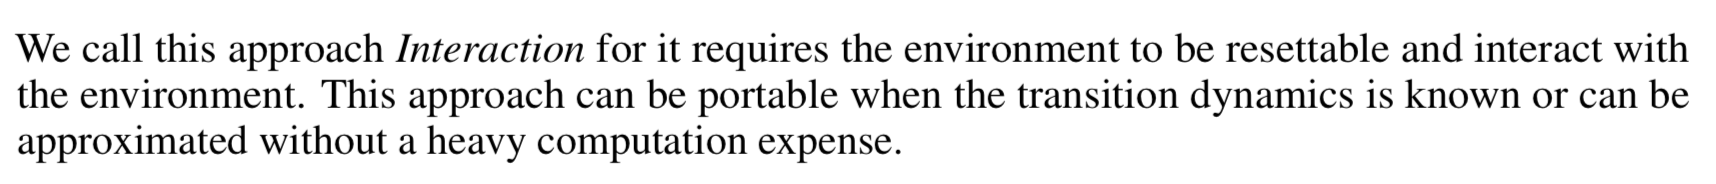 We call this approach Interaction for it requires the environment to be resettable and interact with
the environment. This approach can be portable when the transition dynamics is known or can be
approximated without a heavy computation expense.